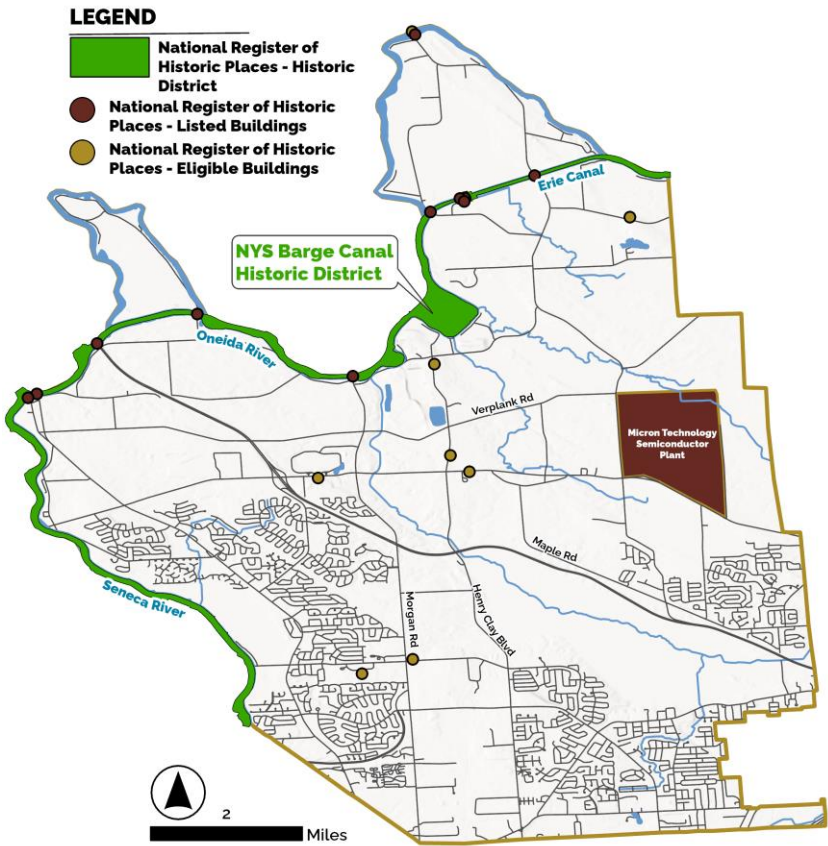 LEGEND
National Register of
Historic Places - Historic
District
National Register of Historic
Places - Listed Buildings
National Register of Historic
Places - Eligible Buildings
Erie Canal
NYS Barge Canal
Historic District
Oneida River
Verplank Rd
Micron Technology
Semiconductor
Plant
Maple Rd
Seneca River
Morgan Rd
Henry Clay Blvd
2
Miles